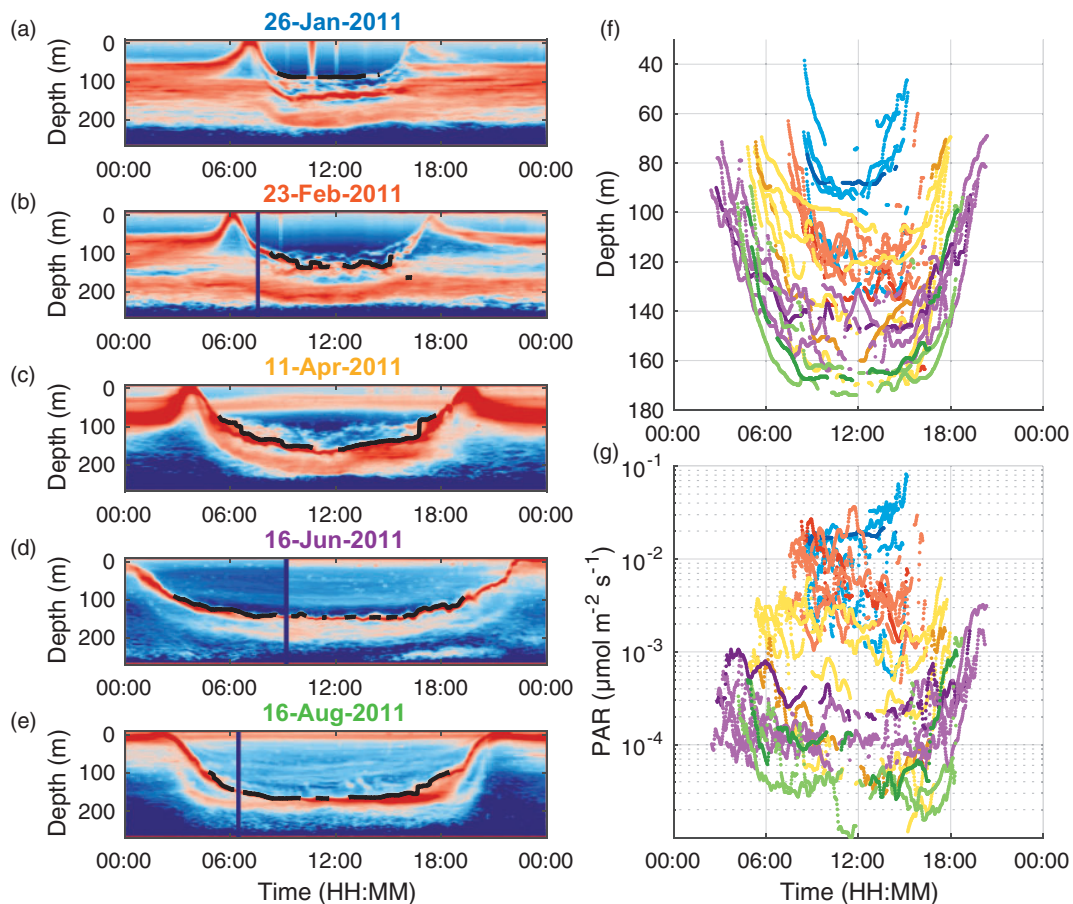 (a)
26-Jan-2011
Depth (m)
0
100
200
00:00 06:00 12:00 18:00 00:00
(b)
23-Feb-2011
Depth (m)
0
100
200
00:00 06:00 12:00 18:00 00:00
(c)
11-Apr-2011
Depth (m)
0
100
200
00:00 06:00 12:00 18:00 00:00
(d)
16-Jun-2011
Depth (m)
0
100
200
00:00 06:00 12:00 18:00 00:00
(e)
16-Aug-2011
Depth (m)
0
100
200
00:00 06:00 12:00 18:00 00:00
Time (HH:MM)
(f)
Depth (m)
40
60
80
100
120
140
160
180
00:00 06:00 12:00 18:00 00:00
(g)
PAR (μmol m⁻² s⁻¹)
10⁻¹
10⁻²
10⁻³
10⁻⁴
00:00 06:00 12:00 18:00 00:00
Time (HH:MM)